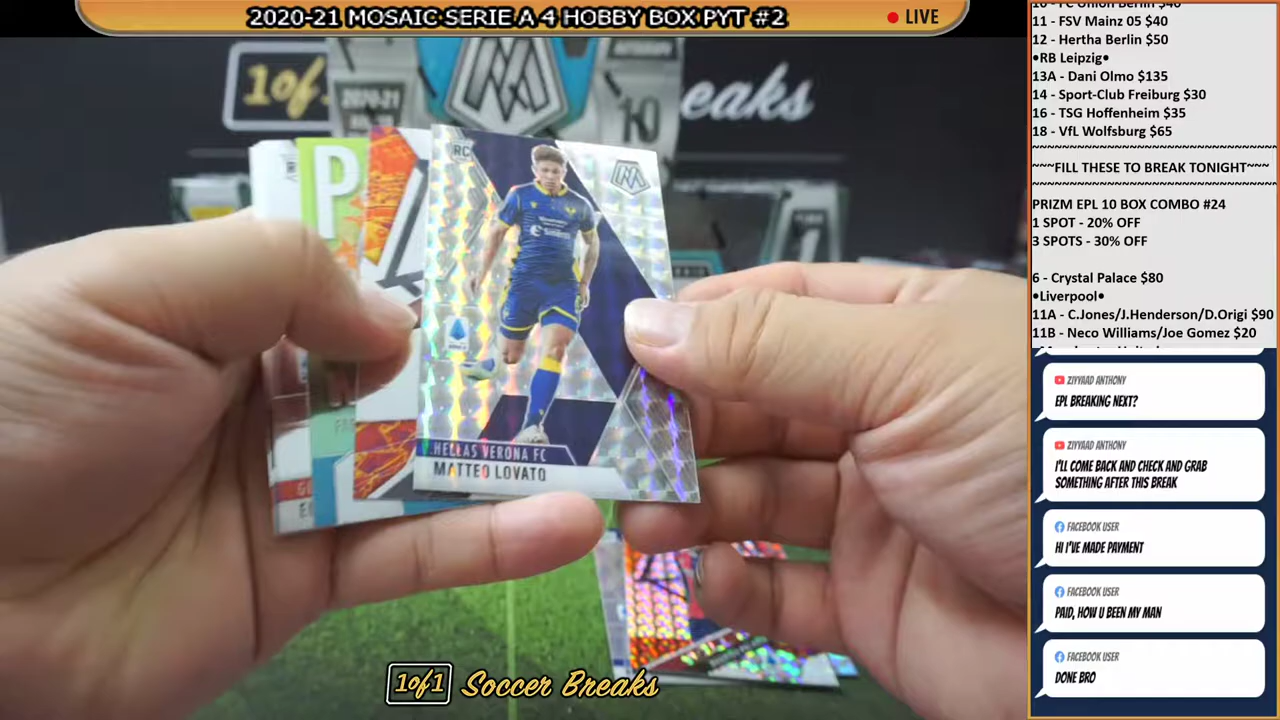 2020-21 MOSAIC SERIE A 4 HOBBY BOX PYT #2
LIVE
1of
eaks
2020-21
10
P
RC
HELLAS VERONA FC
MATTEO LOVATO
1of1 Soccer Breaks
11 - FSV Mainz 05 $40
12 - Hertha Berlin $50
•RB Leipzig•
13A - Dani Olmo $135
14 - Sport-Club Freiburg $30
16 - TSG Hoffenheim $35
18 - VfL Wolfsburg $65
~~~FILL THESE TO BREAK TONIGHT~~~
PRIZM EPL 10 BOX COMBO #24
1 SPOT - 20% OFF
3 SPOTS - 30% OFF
6 - Crystal Palace $80
•Liverpool•
11A - C.Jones/J.Henderson/D.Origi $90
11B - Neco Williams/Joe Gomez $20
ZIYYAAD ANTHONY
EPL BREAKING NEXT?
ZIYYAAD ANTHONY
I'LL COME BACK AND CHECK AND GRAB
SOMETHING AFTER THIS BREAK
FACEBOOK USER
HI I'VE MADE PAYMENT
FACEBOOK USER
PAID, HOW U BEEN MY MAN
FACEBOOK USER
DONE BRO